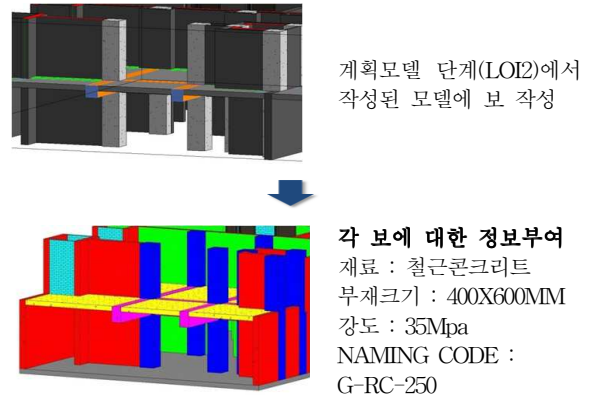 계획모델 단계(LOI2)에서
작성된 모델에 보 작성
각 보에 대한 정보부여
재료 : 철근콘크리트
부재크기 : 400X600MM
강도 : 35Mpa
NAMING CODE :
G-RC-250